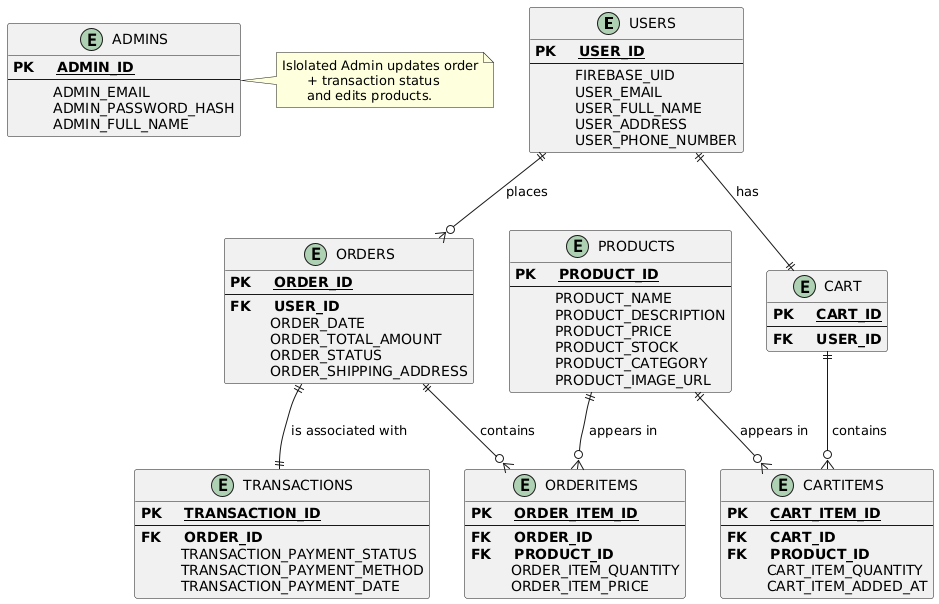 E ADMINS
PK ADMIN_ID
ADMIN_EMAIL
ADMIN_PASSWORD_HASH
ADMIN_FULL_NAME
Islolated Admin updates order
+ transaction status
and edits products.
E USERS
PK USER_ID
FIREBASE_UID
USER_EMAIL
USER_FULL_NAME
USER_ADDRESS
USER_PHONE_NUMBER
places
has
E ORDERS
PK ORDER_ID
FK USER_ID
ORDER_DATE
ORDER_TOTAL_AMOUNT
ORDER_STATUS
ORDER_SHIPPING_ADDRESS
E PRODUCTS
PK PRODUCT_ID
PRODUCT_NAME
PRODUCT_DESCRIPTION
PRODUCT_PRICE
PRODUCT_STOCK
PRODUCT_CATEGORY
PRODUCT_IMAGE_URL
E CART
PK CART_ID
FK USER_ID
is associated with
contains
appears in
appears in
contains
E TRANSACTIONS
PK TRANSACTION_ID
FK ORDER_ID
TRANSACTION_PAYMENT_STATUS
TRANSACTION_PAYMENT_METHOD
TRANSACTION_PAYMENT_DATE
E ORDERITEMS
PK ORDER_ITEM_ID
FK ORDER_ID
FK PRODUCT_ID
ORDER_ITEM_QUANTITY
ORDER_ITEM_PRICE
E CARTITEMS
PK CART_ITEM_ID
FK CART_ID
FK PRODUCT_ID
CART_ITEM_QUANTITY
CART_ITEM_ADDED_AT